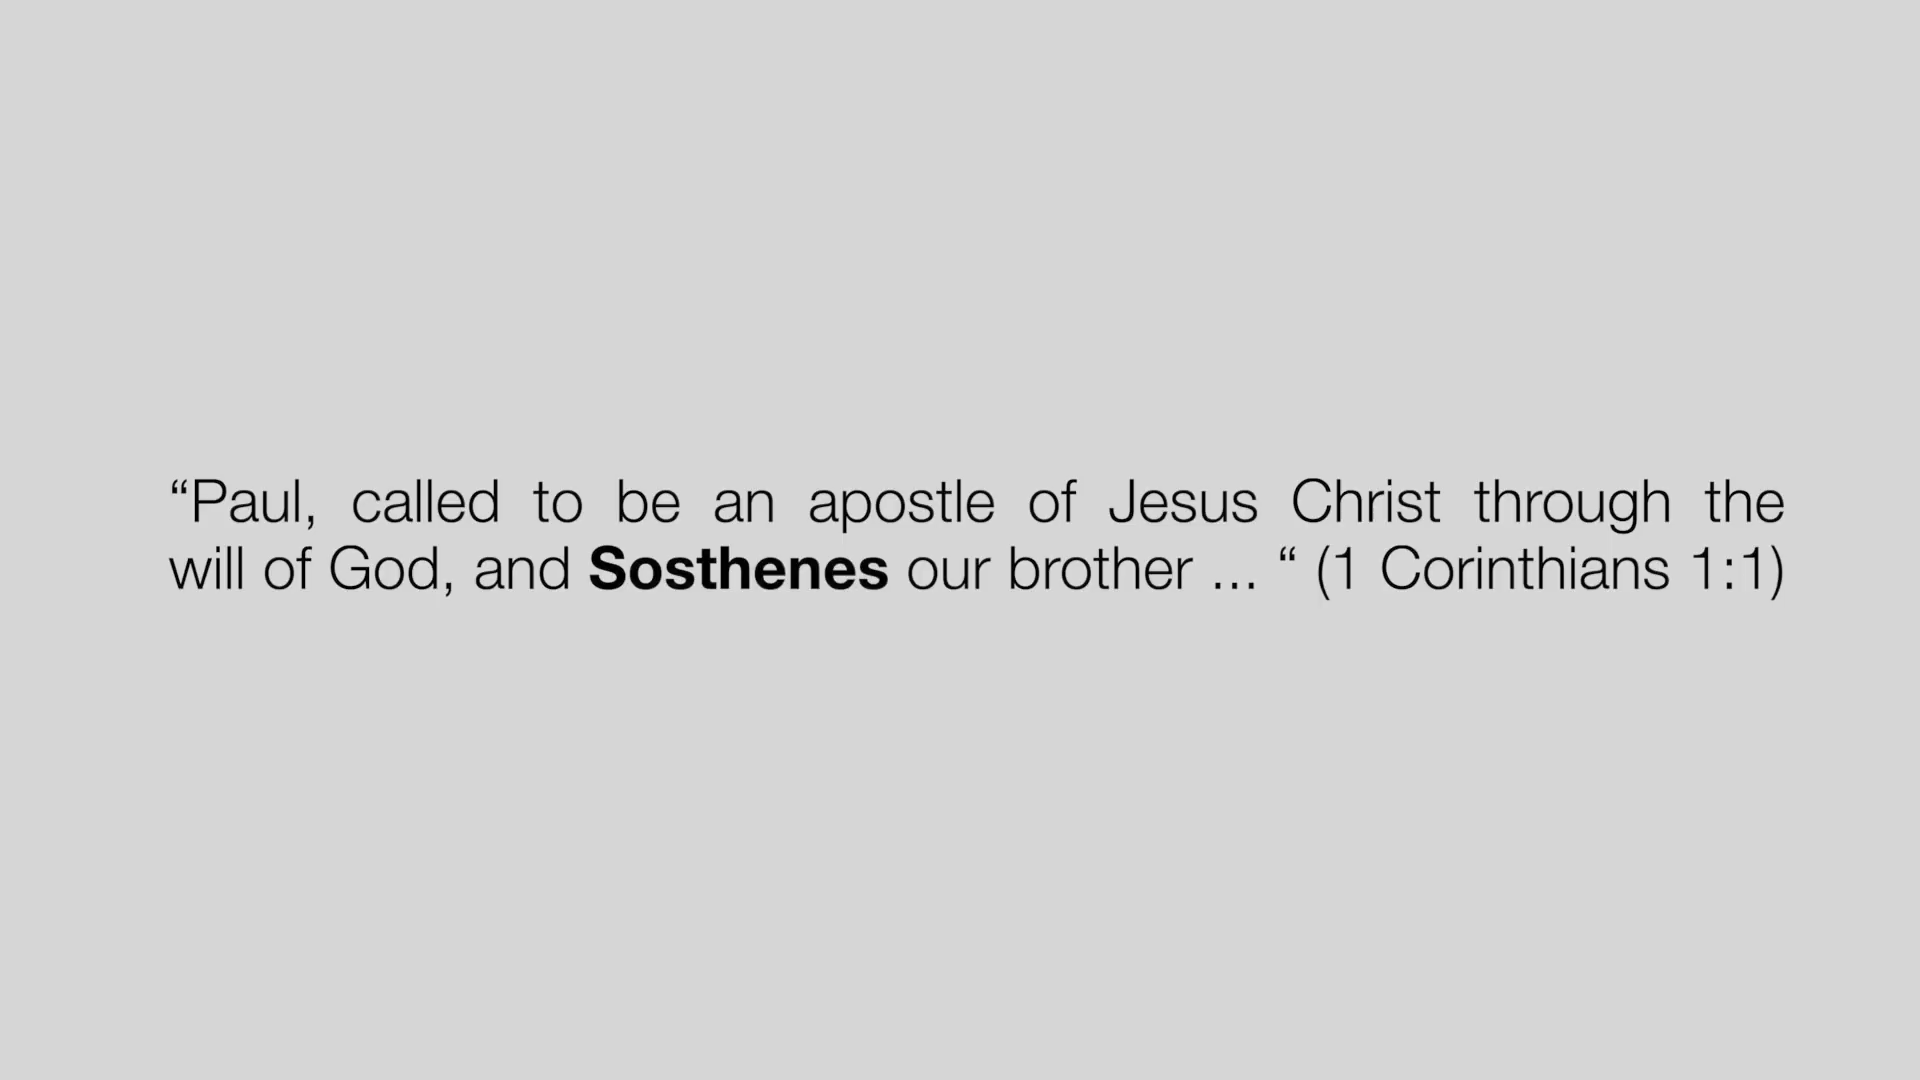 “Paul, called to be an apostle of Jesus Christ through the
will of God, and Sosthenes our brother ... “ (1 Corinthians 1:1)